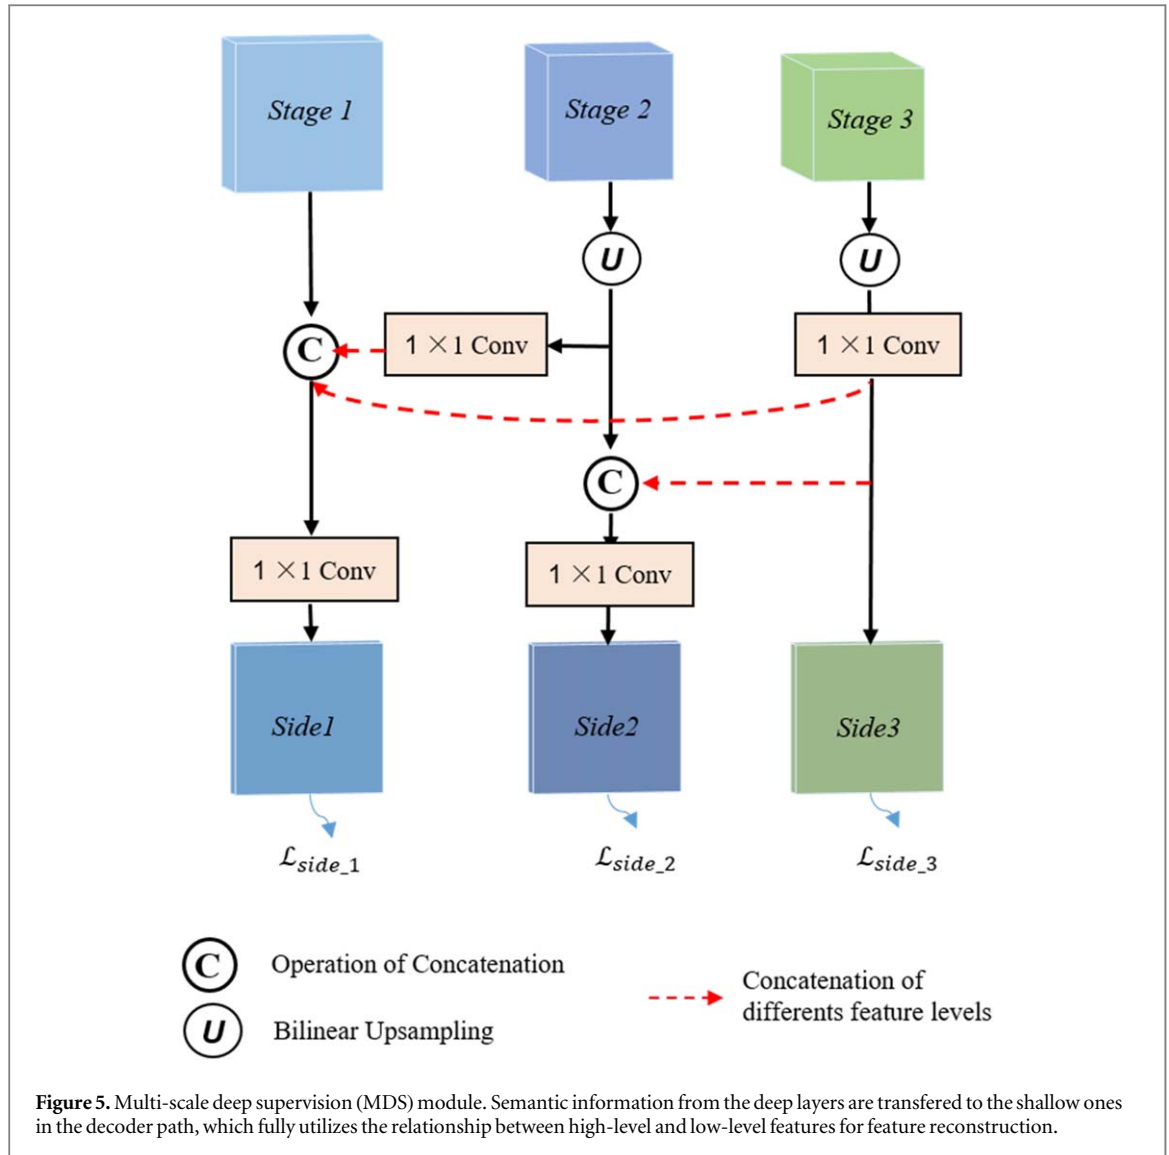 Stage 1
Stage 2
Stage 3
U
U
C
1 ×1 Conv
1 ×1 Conv
C
1 ×1 Conv
1 ×1 Conv
Side1
Side2
Side3
ℒside_1
ℒside_2
ℒside_3
C Operation of Concatenation
U Bilinear Upsampling
Concatenation of
differents feature levels
Figure 5. Multi-scale deep supervision (MDS) module. Semantic information from the deep layers are transfered to the shallow ones
in the decoder path, which fully utilizes the relationship between high-level and low-level features for feature reconstruction.